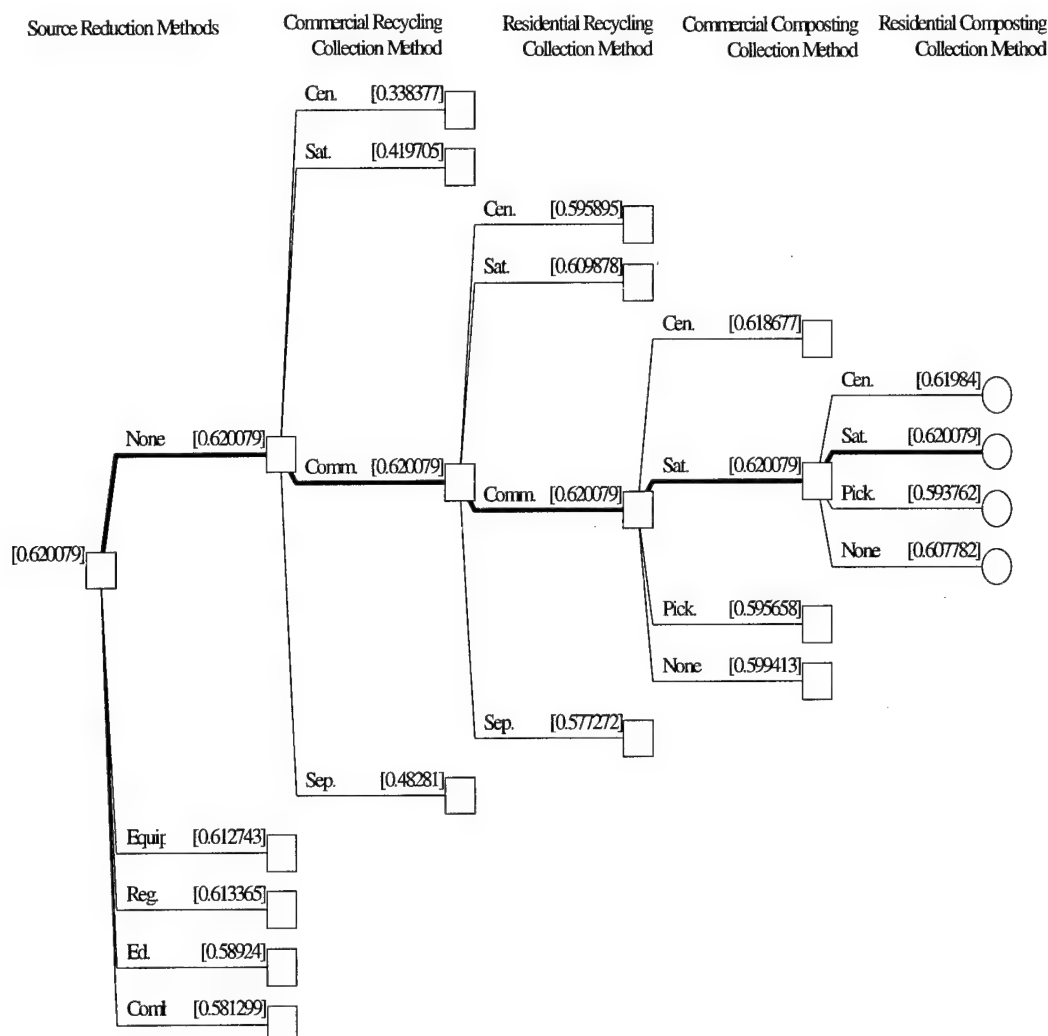 Source Reduction Methods
Commercial Recycling
Collection Method
Residential Recycling
Collection Method
Commercial Composting
Collection Method
Residential Composting
Collection Method
Cen. [0.338377]
Sat. [0.419705]
Cen. [0.595895]
Sat. [0.609878]
Cen. [0.618677]
Cen. [0.61984]
None [0.620079]
Sat. [0.620079]
Comm. [0.620079]
Sat. [0.620079]
Comm. [0.620079]
Pick. [0.593762]
[0.620079]
None [0.607782]
Pick. [0.595658]
None [0.599413]
Sep. [0.577272]
Sep. [0.48281]
Equip [0.612743]
Reg. [0.613365]
Ed. [0.58924]
[0.581299]